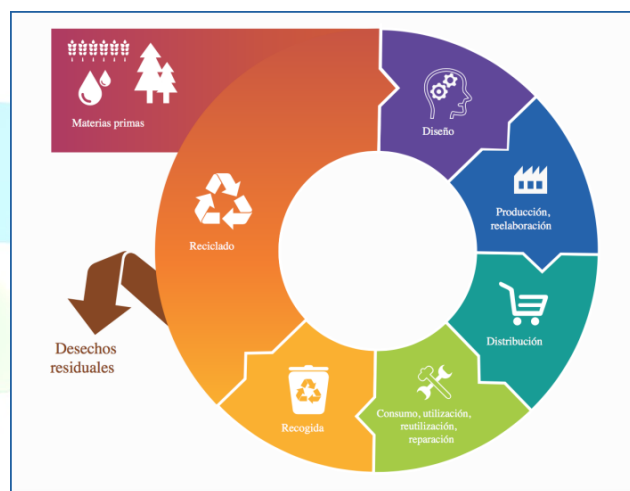 Materias primas
Diseño
Producción,
reelaboración
Distribución
Consumo, utilización,
reutilización,
reparación
Recogida
Reciclado
Desechos
residuales